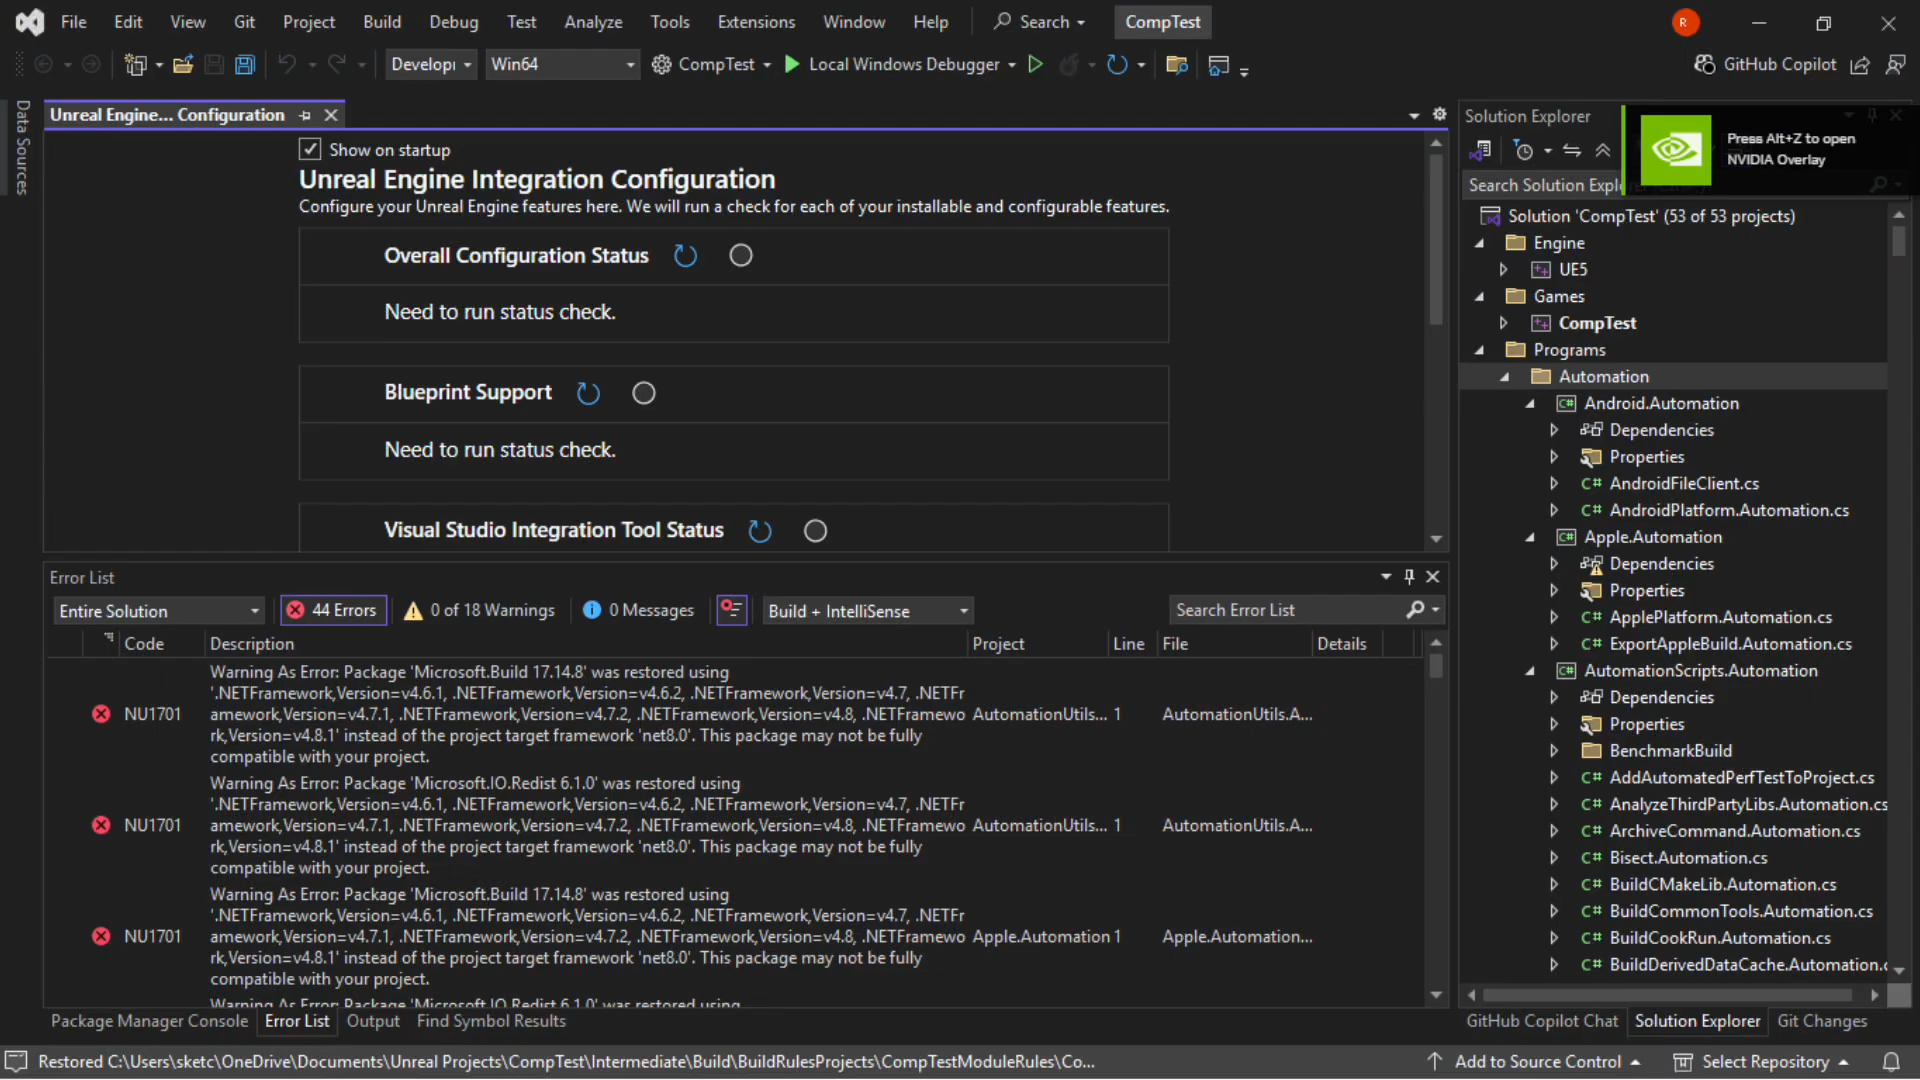 File Edit View Git Project Build Debug Test Analyze Tools Extensions Window Help Search CompTest R
Win64 CompTest Local Windows Debugger GitHub Copilot
Data Sources
Unreal Engine... Configuration
Show on startup
Unreal Engine Integration Configuration
Configure your Unreal Engine features here. We will run a check for each of your installable and configurable features.
Overall Configuration Status
Need to run status check.
Blueprint Support
Need to run status check.
Visual Studio Integration Tool Status
Error List
Entire Solution 44 Errors 0 of 18 Warnings 0 Messages Build + IntelliSense Search Error List
Code Description Project Line File Details
Warning As Error: Package 'Microsoft.Build 17.14.8' was restored using
'.NETFramework,Version=v4.6.1, .NETFramework,Version=v4.6.2, .NETFramework,Version=v4.7, .NETFr
NU1701 amework,Version=v4.7.1, .NETFramework,Version=v4.7.2, .NETFramework,Version=v4.8, .NETFramewo AutomationUtils... 1 AutomationUtils.A...
rk,Version=v4.8.1' instead of the project target framework 'net8.0'. This package may not be fully
compatible with your project.
Warning As Error: Package 'Microsoft.IO.Redist 6.1.0' was restored using
'.NETFramework,Version=v4.6.1, .NETFramework,Version=v4.6.2, .NETFramework,Version=v4.7, .NETFr
NU1701 amework,Version=v4.7.1, .NETFramework,Version=v4.7.2, .NETFramework,Version=v4.8, .NETFramewo AutomationUtils... 1 AutomationUtils.A...
rk,Version=v4.8.1' instead of the project target framework 'net8.0'. This package may not be fully
compatible with your project.
Warning As Error: Package 'Microsoft.Build 17.14.8' was restored using
'.NETFramework,Version=v4.6.1, .NETFramework,Version=v4.6.2, .NETFramework,Version=v4.7, .NETFr
NU1701 amework,Version=v4.7.1, .NETFramework,Version=v4.7.2, .NETFramework,Version=v4.8, .NETFramewo Apple.Automation 1 Apple.Automation...
rk,Version=v4.8.1' instead of the project target framework 'net8.0'. This package may not be fully
compatible with your project.
Warning As Error: Package 'Microsoft.IO.Redist 6.1.0' was restored using
Package Manager Console Error List Output Find Symbol Results
Solution Explorer
Press Alt+Z to open
NVIDIA Overlay
Search Solution
Solution 'CompTest' (53 of 53 projects)
Engine
UE5
Games
CompTest
Programs
Automation
C# Android.Automation
Dependencies
Properties
C# AndroidFileClient.cs
C# AndroidPlatform.Automation.cs
C# Apple.Automation
Dependencies
Properties
C# ApplePlatform.Automation.cs
C# ExportAppleBuild.Automation.cs
C# AutomationScripts.Automation
Dependencies
Properties
BenchmarkBuild
C# AddAutomatedPerfTestToProject.cs
C# AnalyzeThirdPartyLibs.Automation.cs
C# ArchiveCommand.Automation.cs
C# Bisect.Automation.cs
C# BuildCMakeLib.Automation.cs
C# BuildCommonTools.Automation.cs
C# BuildCookRun.Automation.cs
C# BuildDerivedDataCache.Automation.c
GitHub Copilot Chat Solution Explorer Git Changes
Restored C:\Users\sketc\OneDrive\Documents\Unreal Projects\CompTest\Intermediate\Build\BuildRulesProjects\CompTestModuleRules\Co... Add to Source Control Select Repository